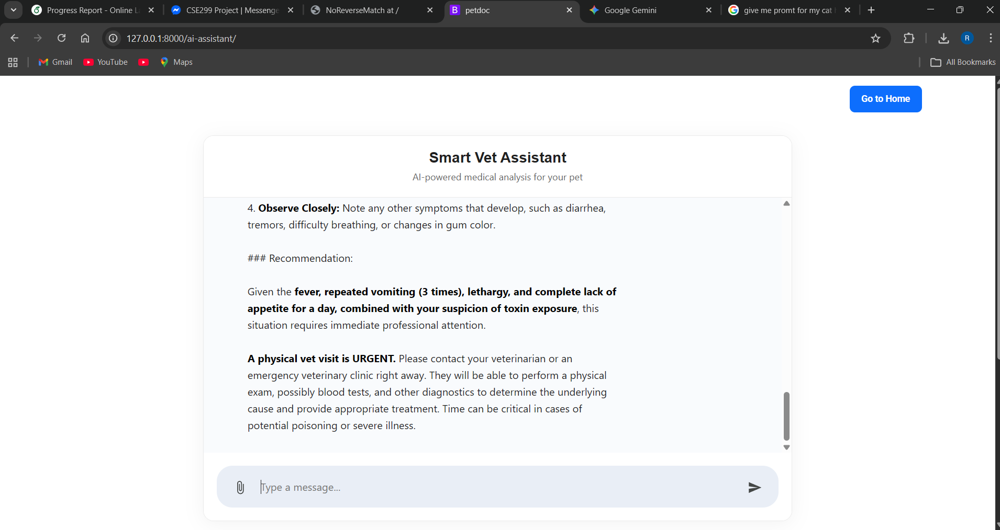 Progress Report - Online L
CSE299 Project | Messenge
NoReverseMatch at /
petdoc
Google Gemini
give me promt for my cat
127.0.0.1:8000/ai-assistant/
R
Gmail
YouTube
Maps
All Bookmarks
Go to Home
Smart Vet Assistant
AI-powered medical analysis for your pet
4. Observe Closely: Note any other symptoms that develop, such as diarrhea,
tremors, difficulty breathing, or changes in gum color.
### Recommendation:
Given the fever, repeated vomiting (3 times), lethargy, and complete lack of
appetite for a day, combined with your suspicion of toxin exposure, this
situation requires immediate professional attention.
A physical vet visit is URGENT. Please contact your veterinarian or an
emergency veterinary clinic right away. They will be able to perform a physical
exam, possibly blood tests, and other diagnostics to determine the underlying
cause and provide appropriate treatment. Time can be critical in cases of
potential poisoning or severe illness.
Type a message...